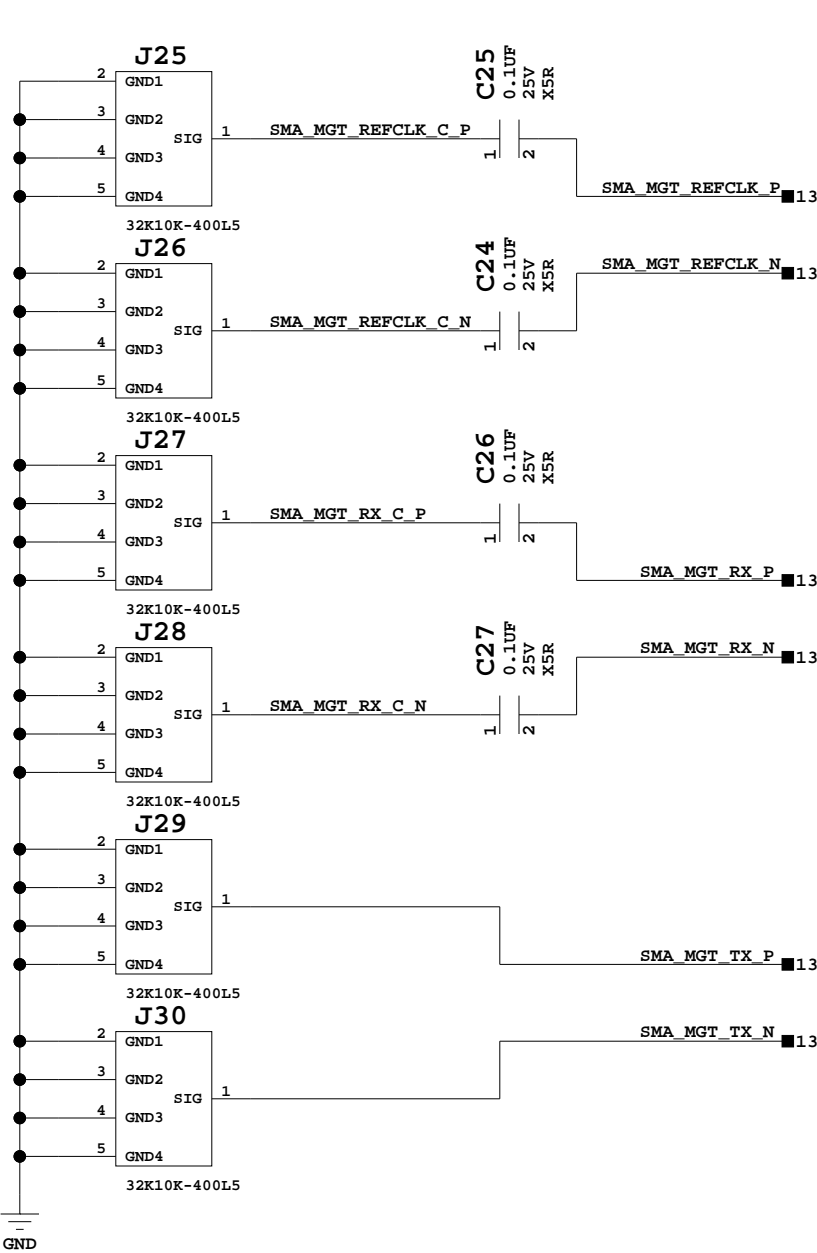 J25
2 GND1
3 GND2
SIG 1 SMA_MGT_REFCLK_C_P
4 GND3
5 GND4
32K10K-400L5
C25
0.1UF
25V
X5R
1 2
SMA_MGT_REFCLK_P 13
J26
2 GND1
3 GND2
SIG 1 SMA_MGT_REFCLK_C_N
4 GND3
5 GND4
32K10K-400L5
C24
0.1UF
25V
X5R
1 2
SMA_MGT_REFCLK_N 13
J27
2 GND1
3 GND2
SIG 1 SMA_MGT_RX_C_P
4 GND3
5 GND4
32K10K-400L5
C26
0.1UF
25V
X5R
1 2
SMA_MGT_RX_P 13
J28
2 GND1
3 GND2
SIG 1 SMA_MGT_RX_C_N
4 GND3
5 GND4
32K10K-400L5
C27
0.1UF
25V
X5R
1 2
SMA_MGT_RX_N 13
J29
2 GND1
3 GND2
SIG 1
4 GND3
5 GND4
32K10K-400L5
SMA_MGT_TX_P 13
J30
2 GND1
3 GND2
SIG 1
4 GND3
5 GND4
32K10K-400L5
SMA_MGT_TX_N 13
GND